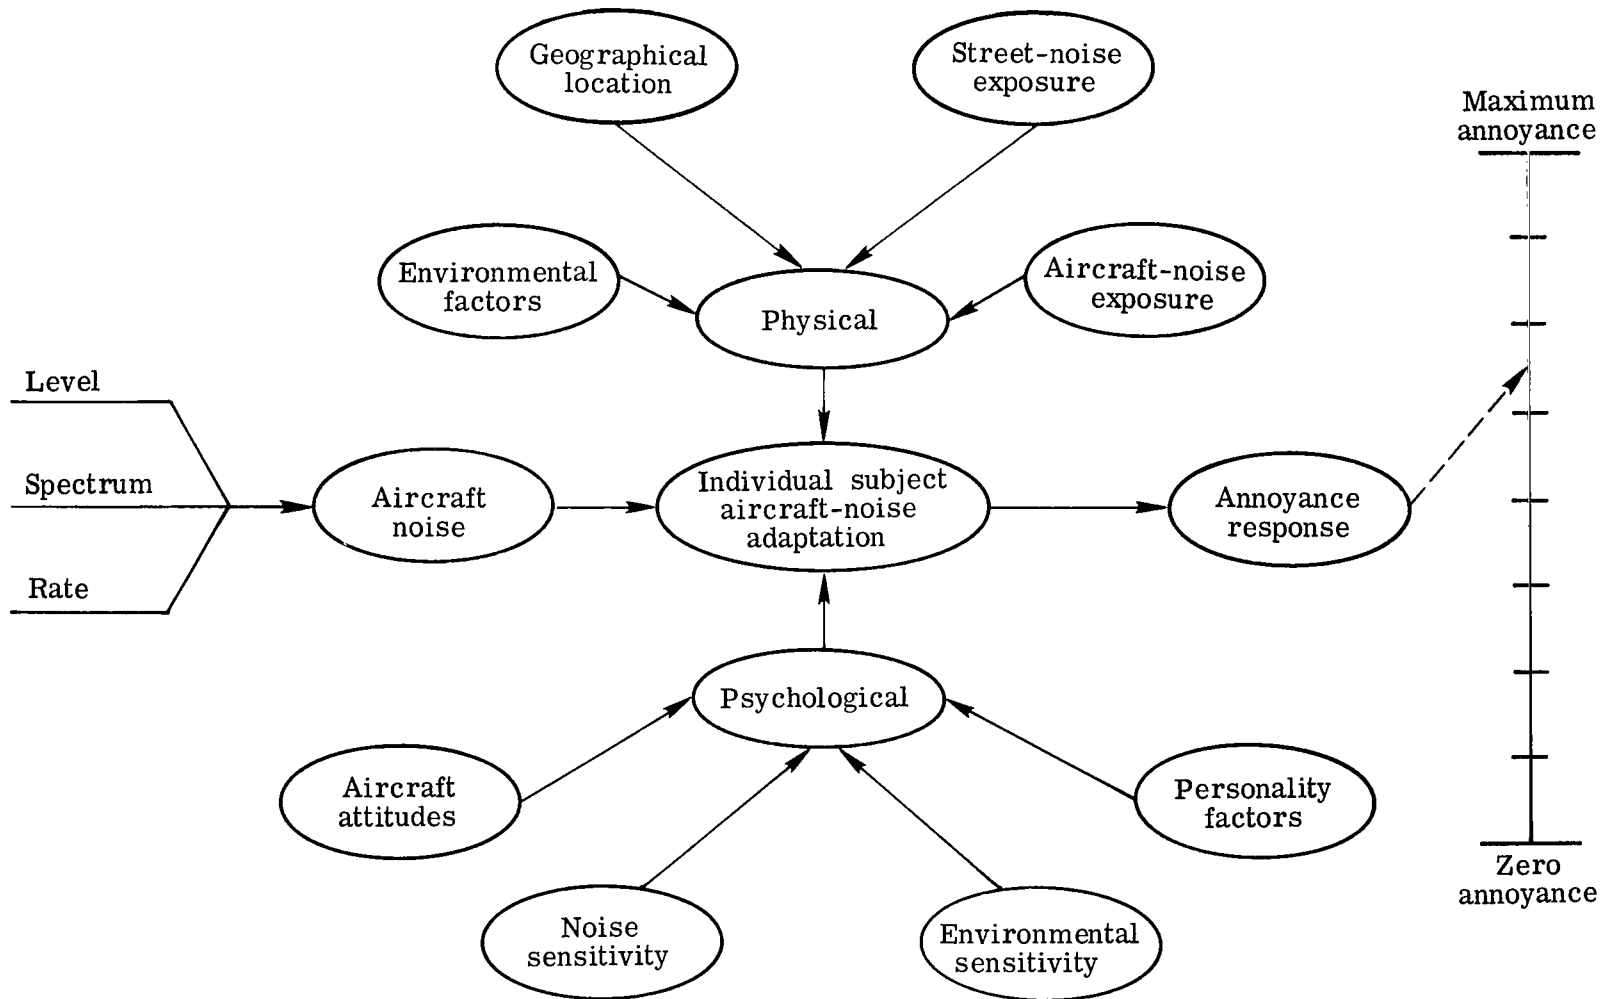 Geographical
location
Street-noise
exposure
Maximum
annoyance
Environmental
factors
Aircraft-noise
exposure
Physical
Level
Spectrum
Rate
Aircraft
noise
Individual subject
aircraft-noise
adaptation
Annoyance
response
Psychological
Aircraft
attitudes
Personality
factors
Noise
sensitivity
Environmental
sensitivity
Zero
annoyance